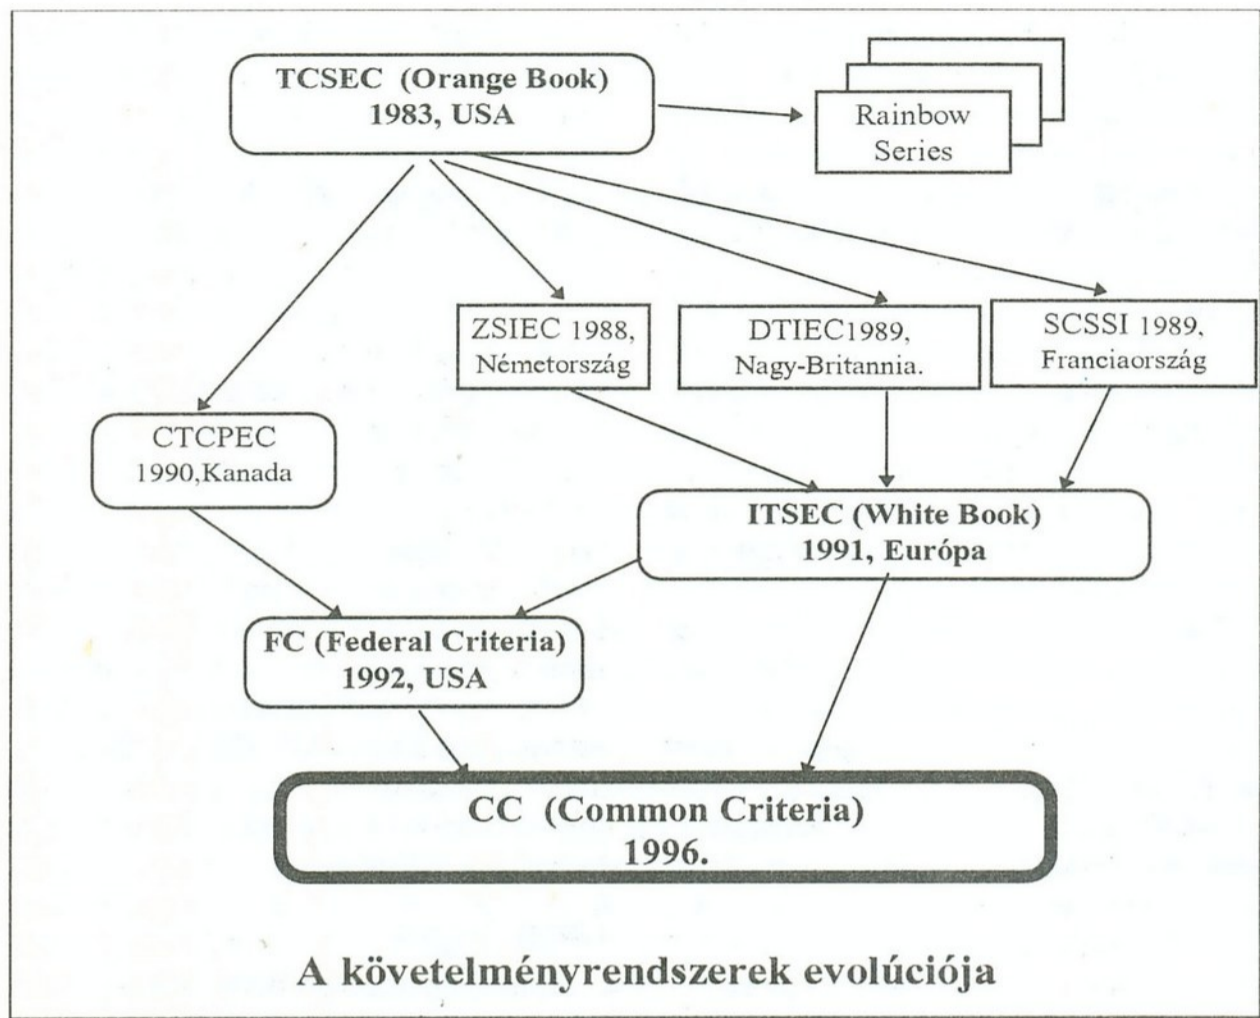 TCSEC (Orange Book)
1983, USA
Rainbow
Series
ZSIEC 1988,
Németország
DTIEC1989,
Nagy-Britannia.
SCSSI 1989,
Franciaország
CTCPEC
1990,Kanada
ITSEC (White Book)
1991, Európa
FC (Federal Criteria)
1992, USA
CC (Common Criteria)
1996.
A követelményrendszerek evolúciója